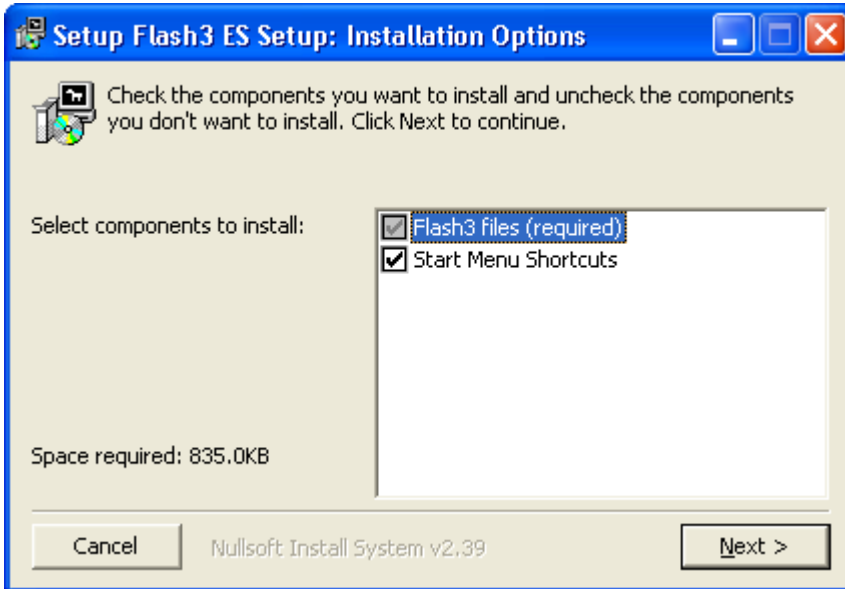 Setup Flash3 ES Setup: Installation Options
Check the components you want to install and uncheck the components
you don't want to install. Click Next to continue.
Select components to install:
Flash3 files (required)
Start Menu Shortcuts
Space required: 835.0KB
Cancel
Nullsoft Install System v2.39
Next >